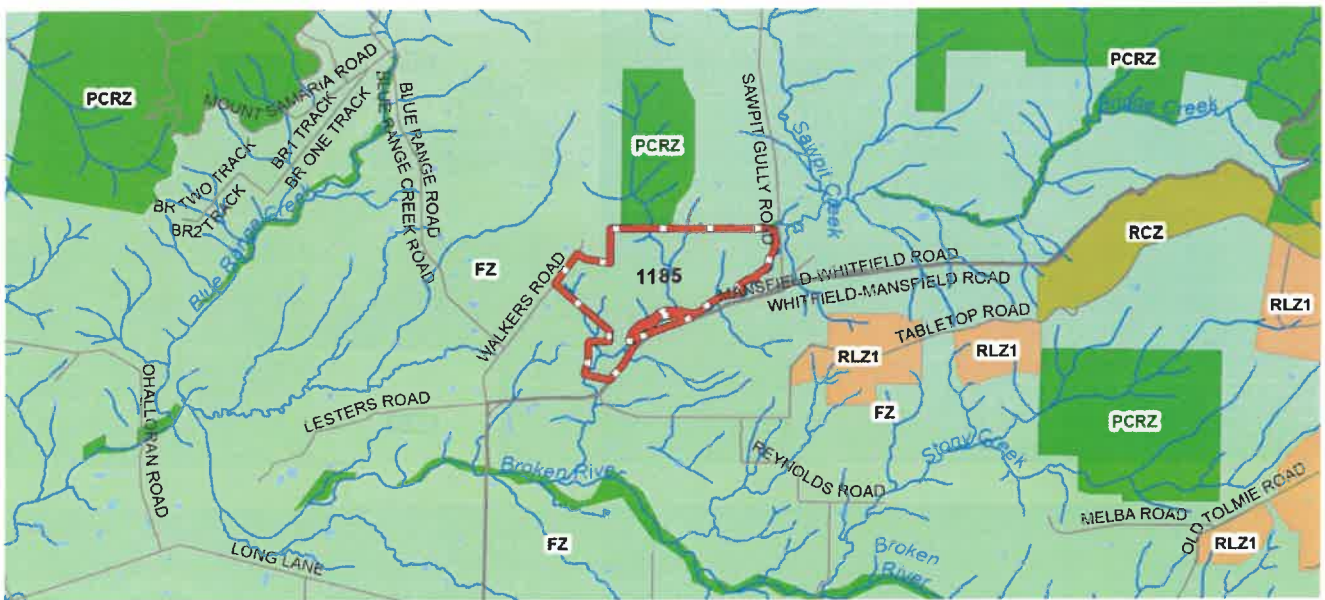 PCRZ
MOUNT SAMARIA ROAD
BR1 TRACK
BR ONE TRACK
BR TWO TRACK
BR2 TRACK
Blue Range Creek
BLUE RANGE CREEK ROAD
BLUE RANGE ROAD
FZ
PCRZ
SAWPIT GULLY ROAD
Sawpit Creek
PCRZ
Bridge Creek
RCZ
WALKERS ROAD
1185
MANSFIELD-WHITFIELD ROAD
WHITFIELD-MANSFIELD ROAD
TABLETOP ROAD
RLZ1
RLZ1
RLZ1
FZ
PCRZ
OHALLORAN ROAD
LESTERS ROAD
Broken River
REYNOLDS ROAD
Stony Creek
MELBA ROAD
OLD TOLMIE ROAD
RLZ1
LONG LANE
FZ
Broken
River